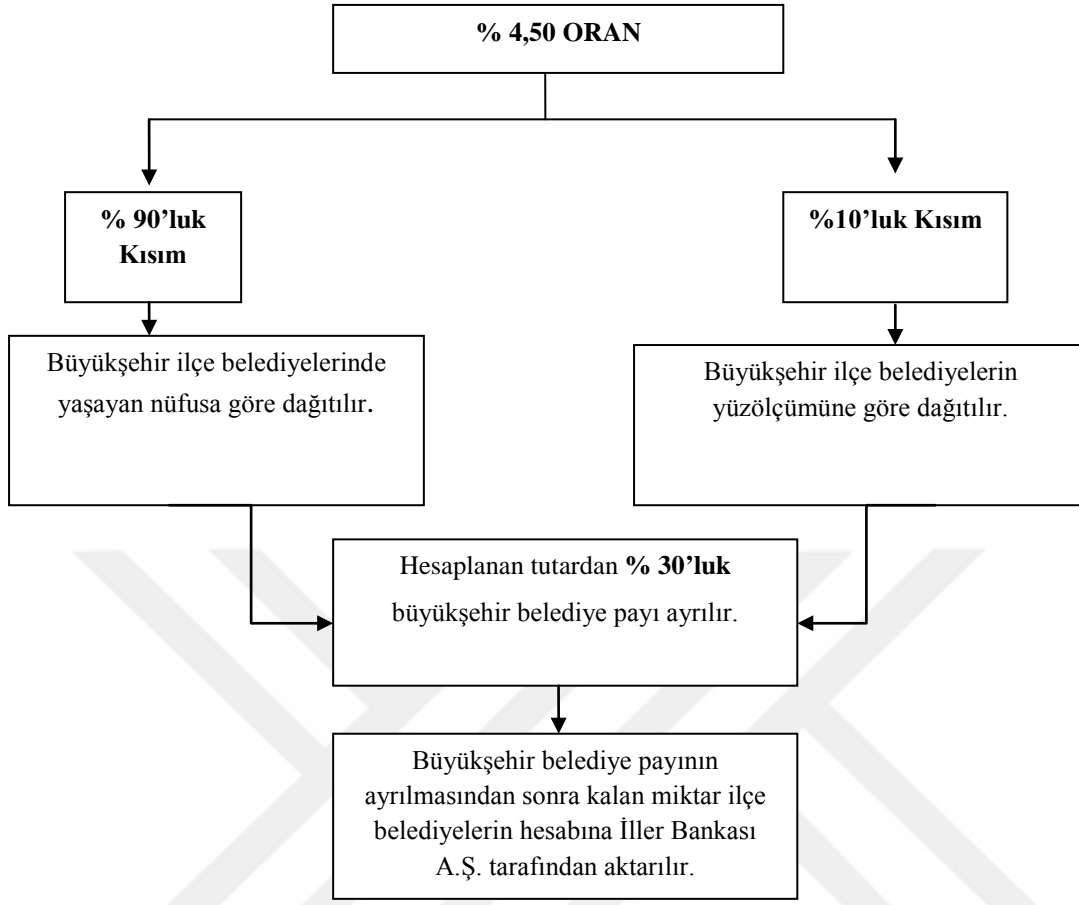 % 4,50 ORAN
% 90’luk
Kısım
%10’luk Kısım
Büyükşehir ilçe belediyelerinde
yaşayan nüfusa göre dağıtılır.
Büyükşehir ilçe belediyelerin
yüzölçümüne göre dağıtılır.
Hesaplanan tutardan % 30’luk
büyükşehir belediye payı ayrılır.
Büyükşehir belediye payının
ayrılmasından sonra kalan miktar ilçe
belediyelerin hesabına İller Bankası
A.Ş. tarafından aktarılır.